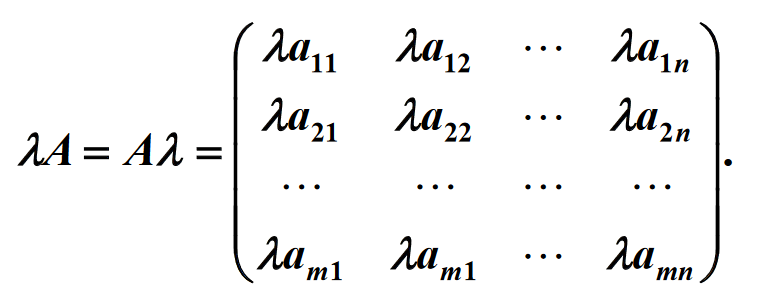 λa₁₁ λa₁₂ ⋯ λa₁ₙ
λa₂₁ λa₂₂ ⋯ λa₂ₙ
λA = Aλ =
⋯ ⋯ ⋯ ⋯ .
λaₘ₁ λaₘ₁ ⋯ λaₘₙ